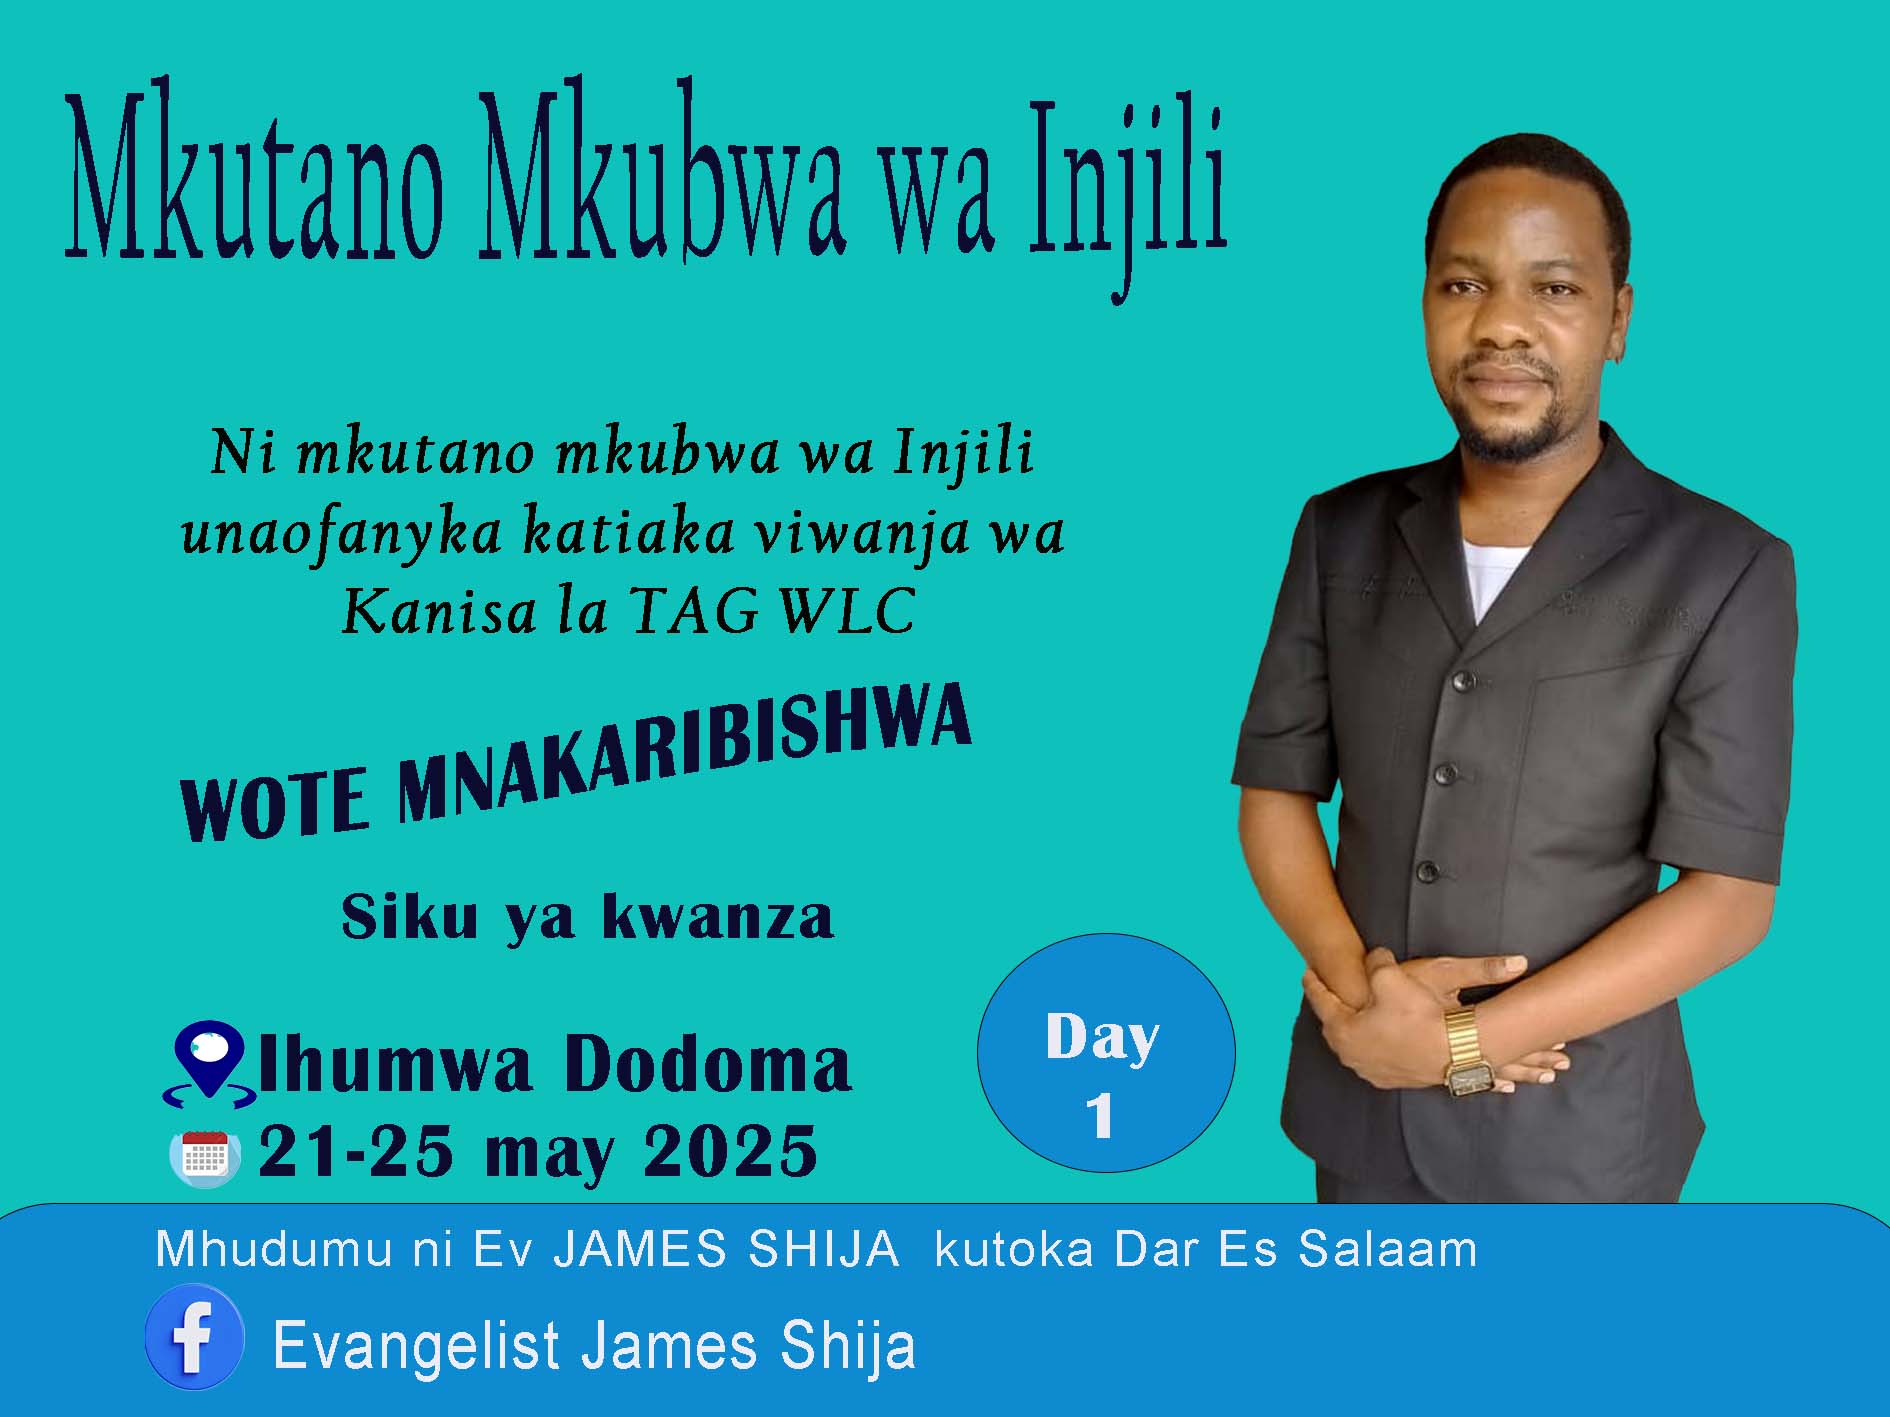 Mkutano Mkubwa wa Injili
Ni mkutano mkubwa wa Injili
unaofanyka katiaka viwanja wa
Kanisa la TAG WLC
WOTE MNAKARIBISHWA
Siku ya kwanza
Ihumwa Dodoma
21-25 may 2025
Day
1
Mhudumu ni Ev JAMES SHIJA kutoka Dar Es Salaam
f
Evangelist James Shija